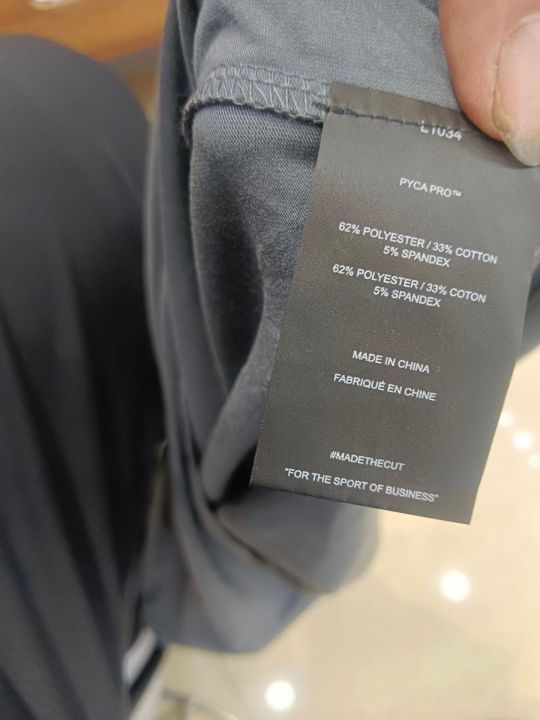 L1034
PYCA PRO™
62% POLYESTER / 33% COTTON
5% SPANDEX
62% POLYESTER / 33% COTON
5% SPANDEX
MADE IN CHINA
FABRIQUÉ EN CHINE
#MADETHECUT
"FOR THE SPORT OF BUSINESS"